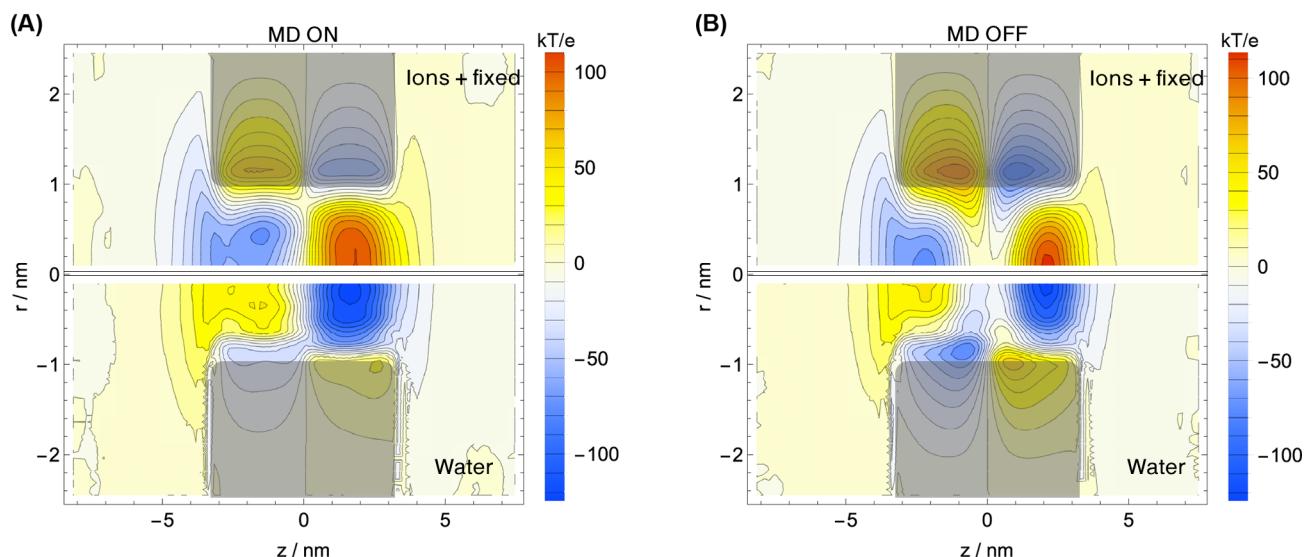 (A)
MD ON
kT/e
Ions + fixed
100
50
0
−50
−100
2
1
0
−1
−2
r / nm
Water
−5
0
5
z / nm
(B)
MD OFF
kT/e
Ions + fixed
100
50
0
−50
−100
2
1
0
−1
−2
r / nm
Water
−5
0
5
z / nm